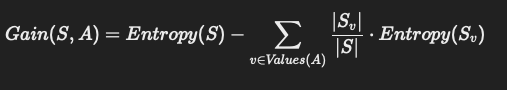 Gain(S, A) = Entropy(S) − ∑_{v∈Values(A)} |S_v| / |S| · Entropy(S_v)